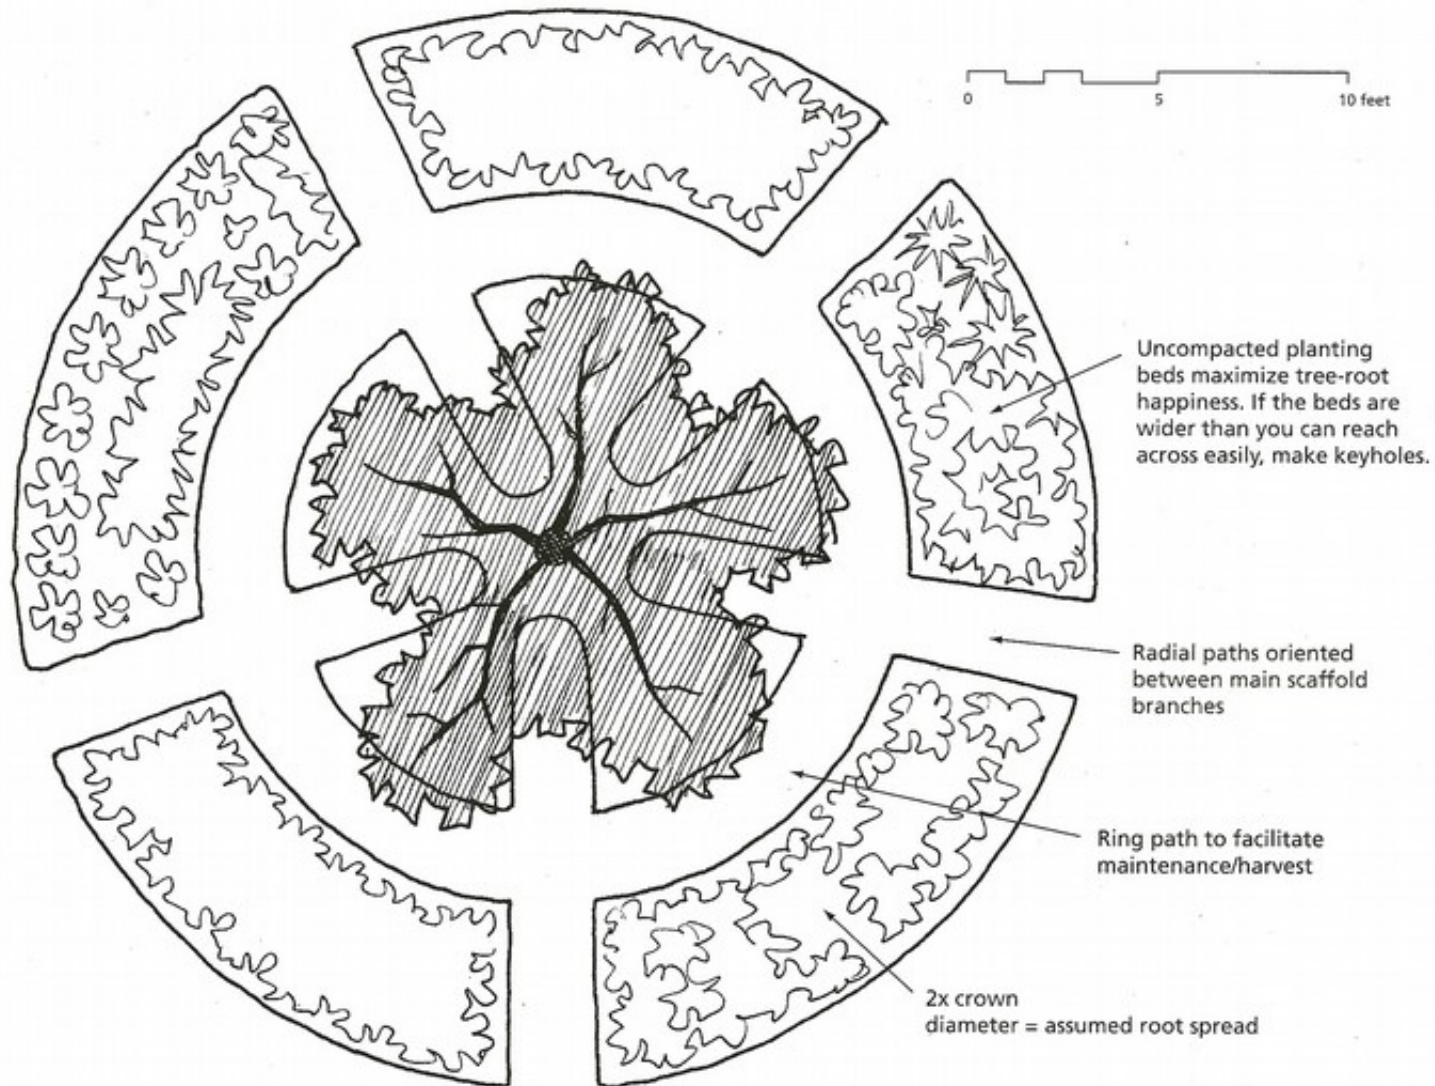 0 5 10 feet
Uncompacted planting
beds maximize tree-root
happiness. If the beds are
wider than you can reach
across easily, make keyholes.
Radial paths oriented
between main scaffold
branches
Ring path to facilitate
maintenance/harvest
2x crown
diameter = assumed root spread